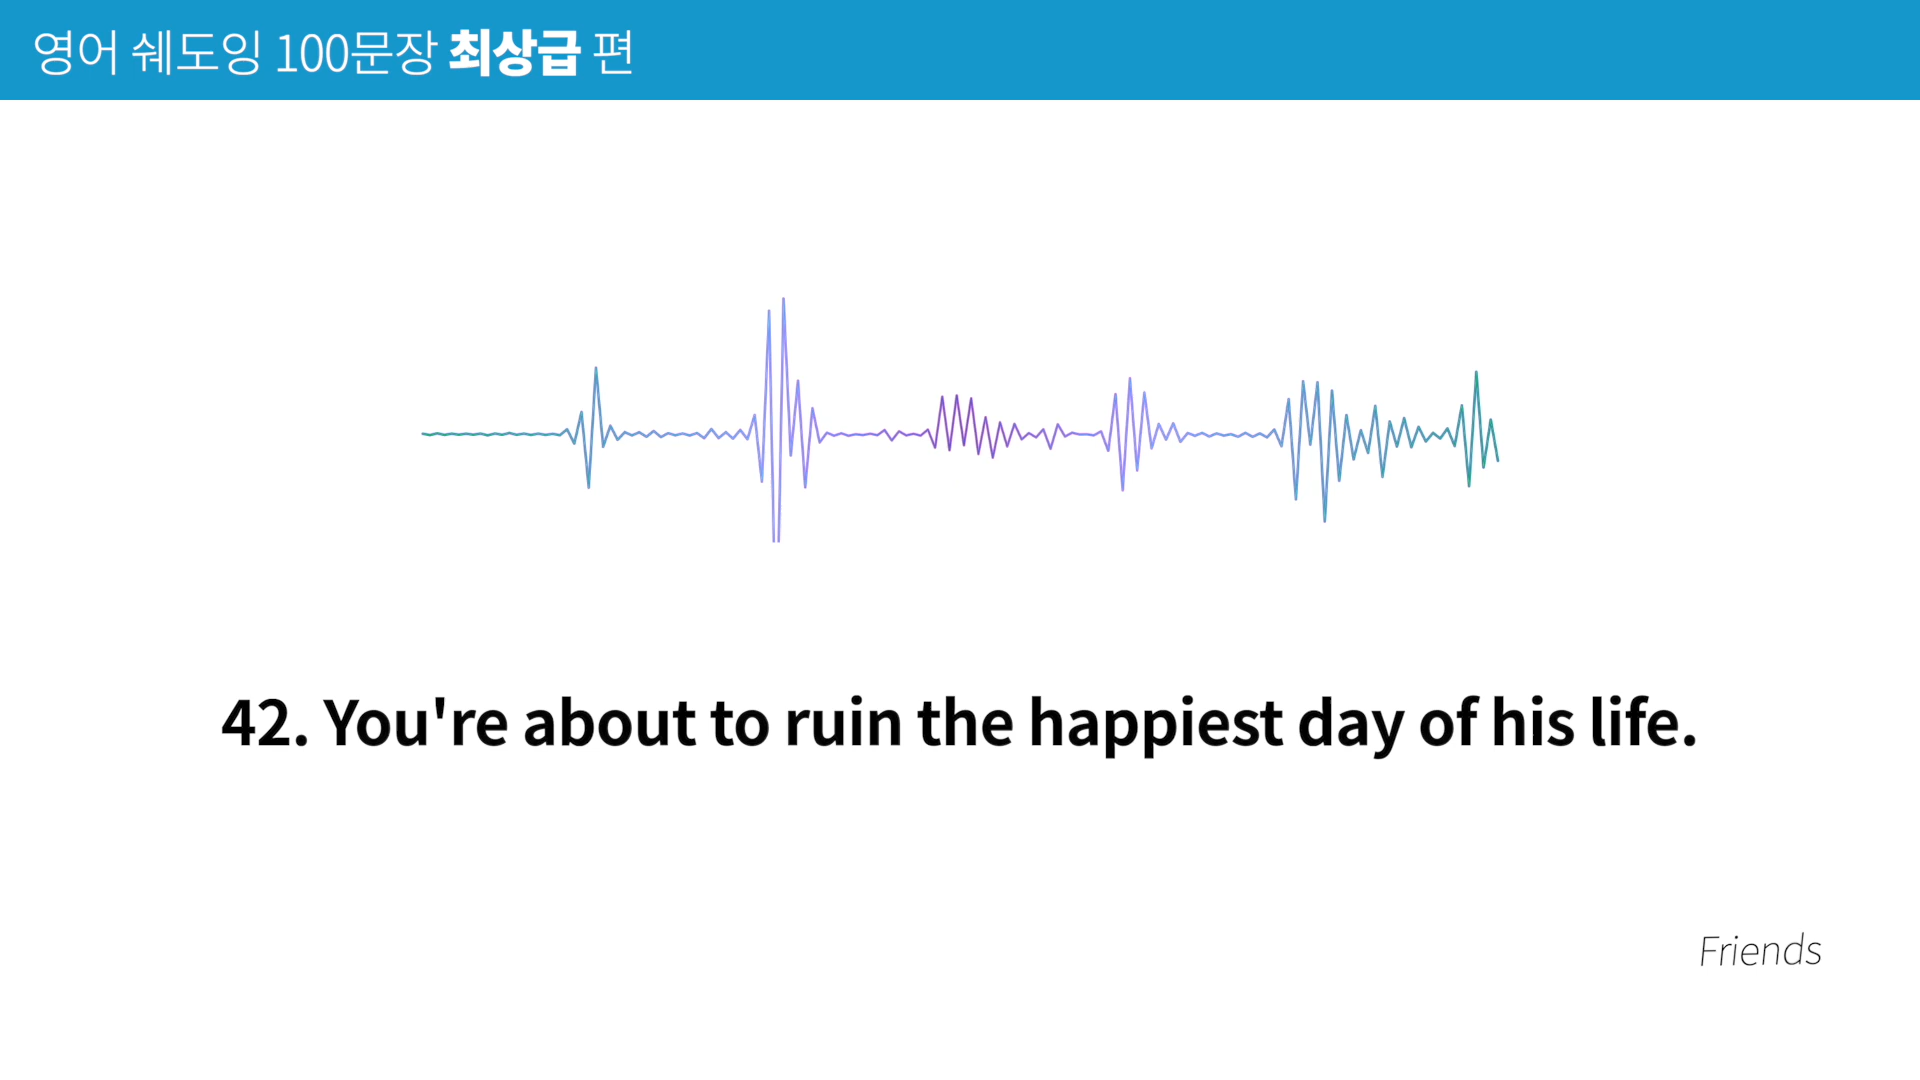 영어 쉐도잉 100문장 최상급 편
42. You're about to ruin the happiest day of his life.
Friends